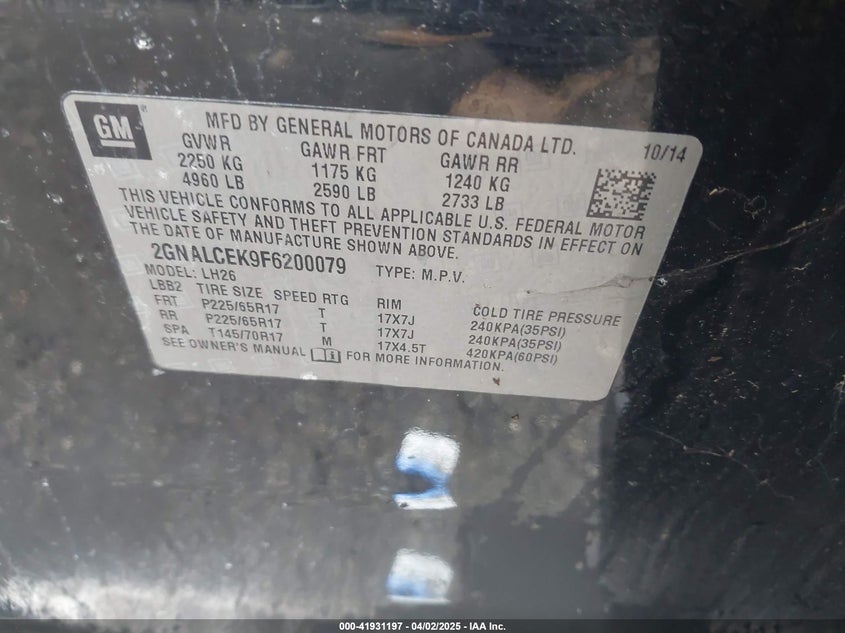 GM
MFD BY GENERAL MOTORS OF CANADA LTD. 10/14
GVWR GAWR FRT GAWR RR
2250 KG 1175 KG 1240 KG
4960 LB 2590 LB 2733 LB
THIS VEHICLE CONFORMS TO ALL APPLICABLE U.S. FEDERAL MOTOR
VEHICLE SAFETY AND THEFT PREVENTION STANDARDS IN EFFECT ON
THE DATE OF MANUFACTURE SHOWN ABOVE.
2GNALCEK9F6200079 TYPE: M.P.V.
MODEL: LH26
LBB2 TIRE SIZE SPEED RTG RIM COLD TIRE PRESSURE
FRT P225/65R17 T 17X7J 240KPA(35PSI)
RR P225/65R17 T 17X7J 240KPA(35PSI)
SPA T145/70R17 M 17X4.5T 420KPA(60PSI)
SEE OWNER'S MANUAL FOR MORE INFORMATION.
000-41931197 - 04/02/2025 - IAA Inc.